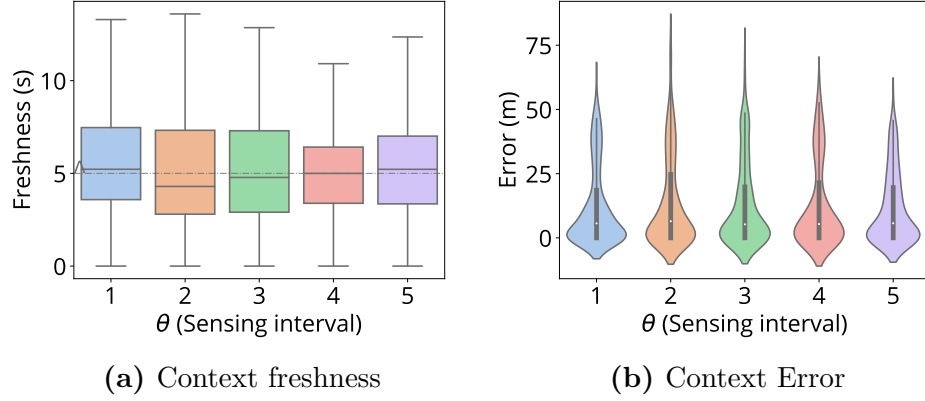 Freshness (s)
10
5
0
1 2 3 4 5
θ (Sensing interval)
(a) Context freshness
Error (m)
75
50
25
0
1 2 3 4 5
θ (Sensing interval)
(b) Context Error